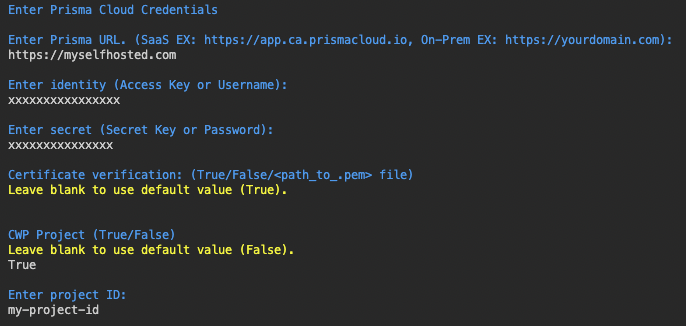 Enter Prisma Cloud Credentials
Enter Prisma URL. (SaaS EX: https://app.ca.prismacloud.io, On-Prem EX: https://yourdomain.com):
https://myselfhosted.com
Enter identity (Access Key or Username):
xxxxxxxxxxxxxxxx
Enter secret (Secret Key or Password):
xxxxxxxxxxxxxxx
Certificate verification: (True/False/<path_to_.pem> file)
Leave blank to use default value (True).
CWP Project (True/False)
Leave blank to use default value (False).
True
Enter project ID:
my-project-id